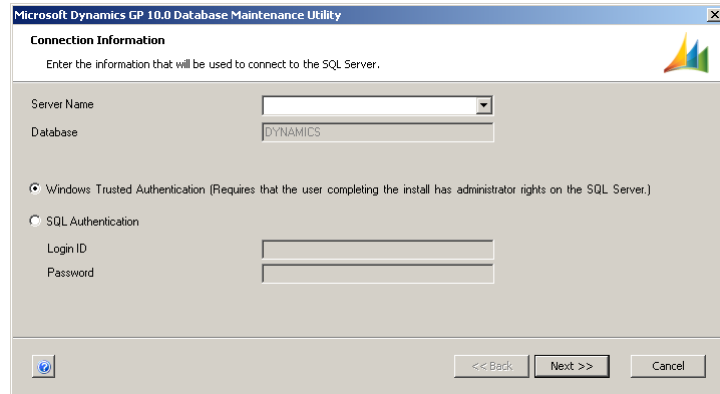 Microsoft Dynamics GP 10.0 Database Maintenance Utility
Connection Information
Enter the information that will be used to connect to the SQL Server.
Server Name
Database
DYNAMICS
Windows Trusted Authentication (Requires that the user completing the install has administrator rights on the SQL Server.)
SQL Authentication
Login ID
Password
<< Back
Next >>
Cancel